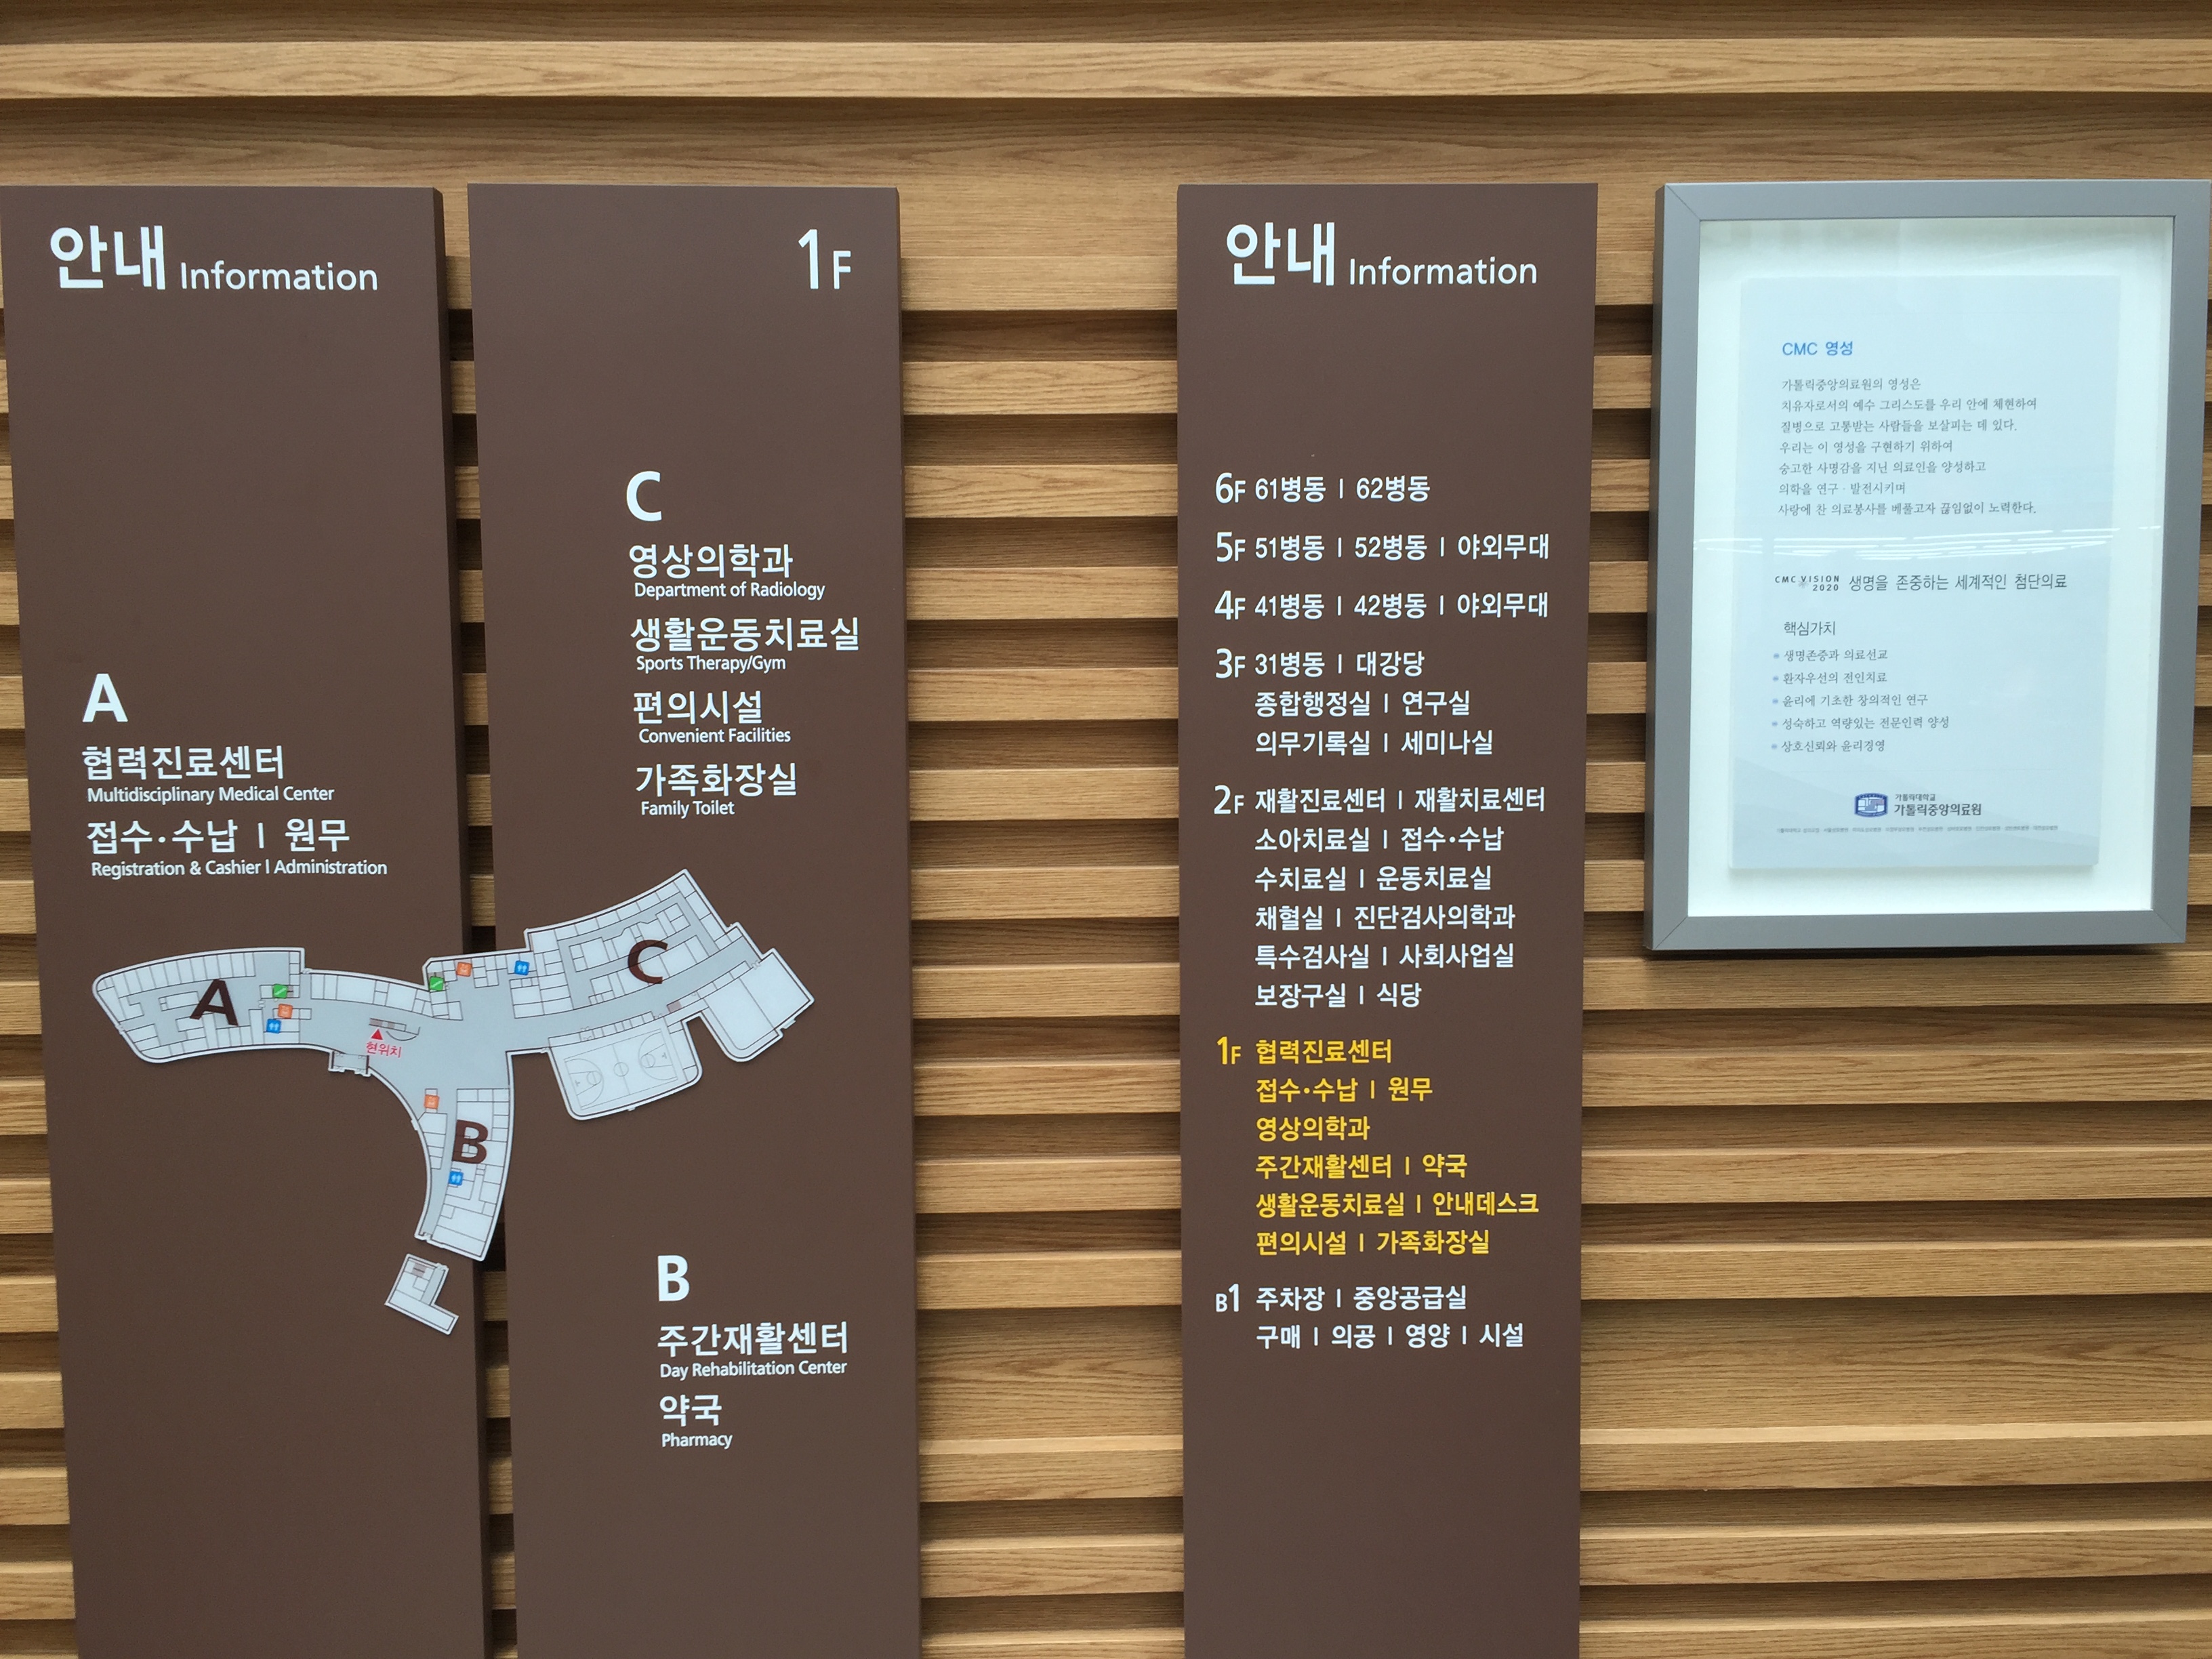 안내 Information
A
협력진료센터
Multidisciplinary Medical Center
접수·수납 | 원무
Registration & Cashier | Administration
1F
C
영상의학과
Department of Radiology
생활운동치료실
Sports Therapy/Gym
편의시설
Convenient Facilities
가족화장실
Family Toilet
A
C
현위치
B
B
주간재활센터
Day Rehabilitation Center
약국
Pharmacy
안내 Information
6F 61병동 | 62병동
5F 51병동 | 52병동 | 야외무대
4F 41병동 | 42병동 | 야외무대
3F 31병동 | 대강당
종합행정실 | 연구실
의무기록실 | 세미나실
2F 재활진료센터 | 재활치료센터
소아치료실 | 접수·수납
수치료실 | 운동치료실
채혈실 | 진단검사의학과
특수검사실 | 사회사업실
보장구실 | 식당
1F 협력진료센터
접수·수납 | 원무
영상의학과
주간재활센터 | 약국
생활운동치료실 | 안내데스크
편의시설 | 가족화장실
B1 주차장 | 중앙공급실
구매 | 의공 | 영양 | 시설
CMC 영성
가톨릭중앙의료원의 영성은
치유자로서의 예수 그리스도를 우리 안에 체현하여
질병으로 고통받는 사람들을 보살피는 데 있다.
우리는 이 영성을 구현하기 위하여
숭고한 사명감을 지닌 의료인을 양성하고
의학을 연구·발전시키며
사랑에 찬 의료봉사를 베풀고자 끊임없이 노력한다.
CMC VISION 2020 생명을 존중하는 세계적인 첨단의료
핵심가치
생명존중과 의료선교
환자우선의 전인치료
윤리에 기초한 창의적인 연구
성숙하고 역량있는 전문인력 양성
상호신뢰와 윤리경영
가톨릭대학교
가톨릭중앙의료원